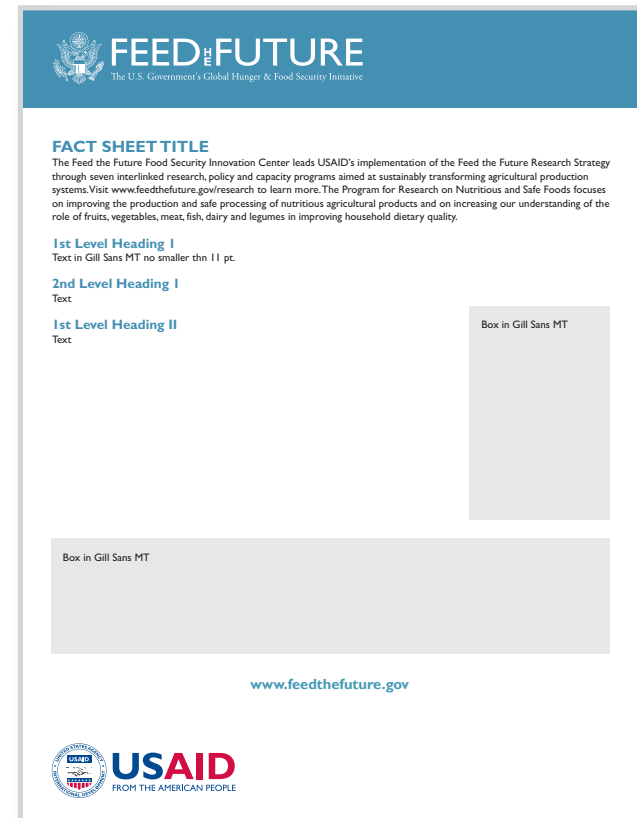 FEED THE FUTURE
The U.S. Government's Global Hunger & Food Security Initiative
FACT SHEET TITLE
The Feed the Future Food Security Innovation Center leads USAID's implementation of the Feed the Future Research Strategy
through seven interlinked research, policy and capacity programs aimed at sustainably transforming agricultural production
systems. Visit www.feedthefuture.gov/research to learn more. The Program for Research on Nutritious and Safe Foods focuses
on improving the production and safe processing of nutritious agricultural products and on increasing our understanding of the
role of fruits, vegetables, meat, fish, dairy and legumes in improving household dietary quality.
1st Level Heading I
Text in Gill Sans MT no smaller thn 11 pt.
2nd Level Heading I
Text
1st Level Heading II
Text
Box in Gill Sans MT
Box in Gill Sans MT
www.feedthefuture.gov
UNITED STATES AGENCY
USAID
INTERNATIONAL DEVELOPMENT
USAID
FROM THE AMERICAN PEOPLE